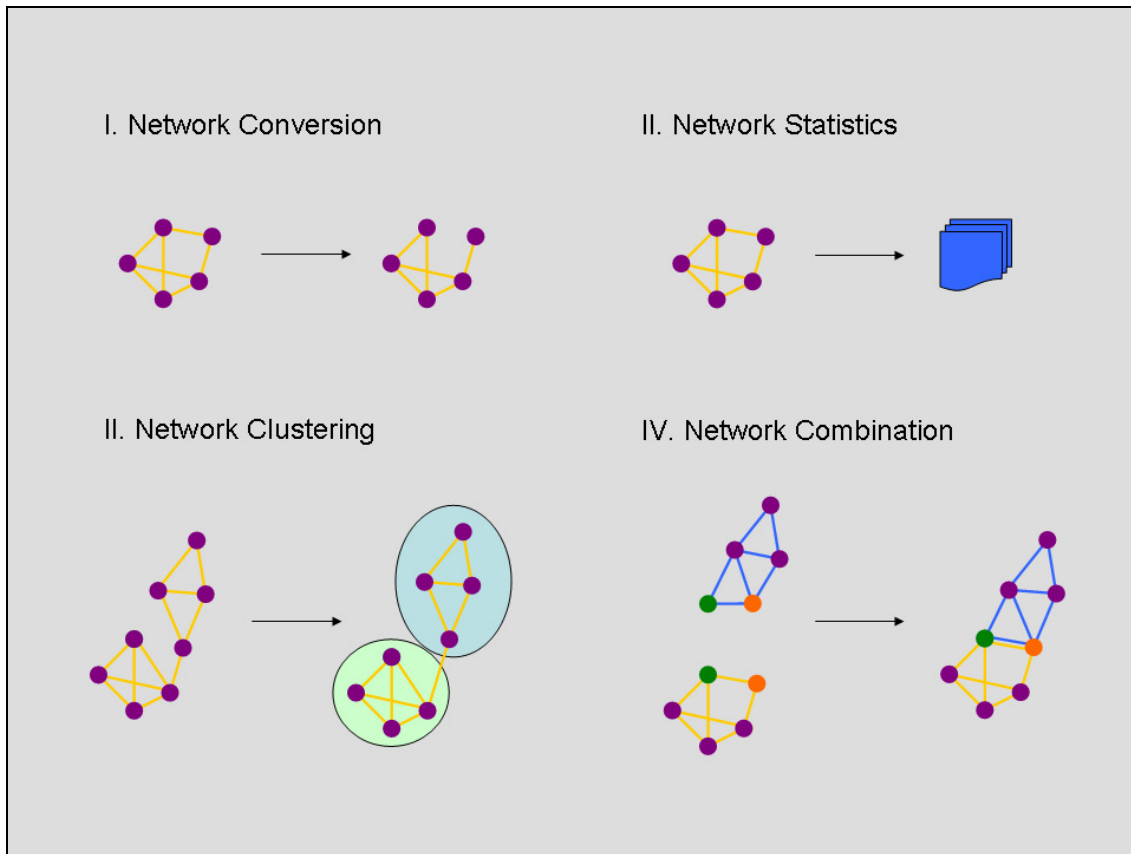 I. Network Conversion
II. Network Statistics
II. Network Clustering
IV. Network Combination